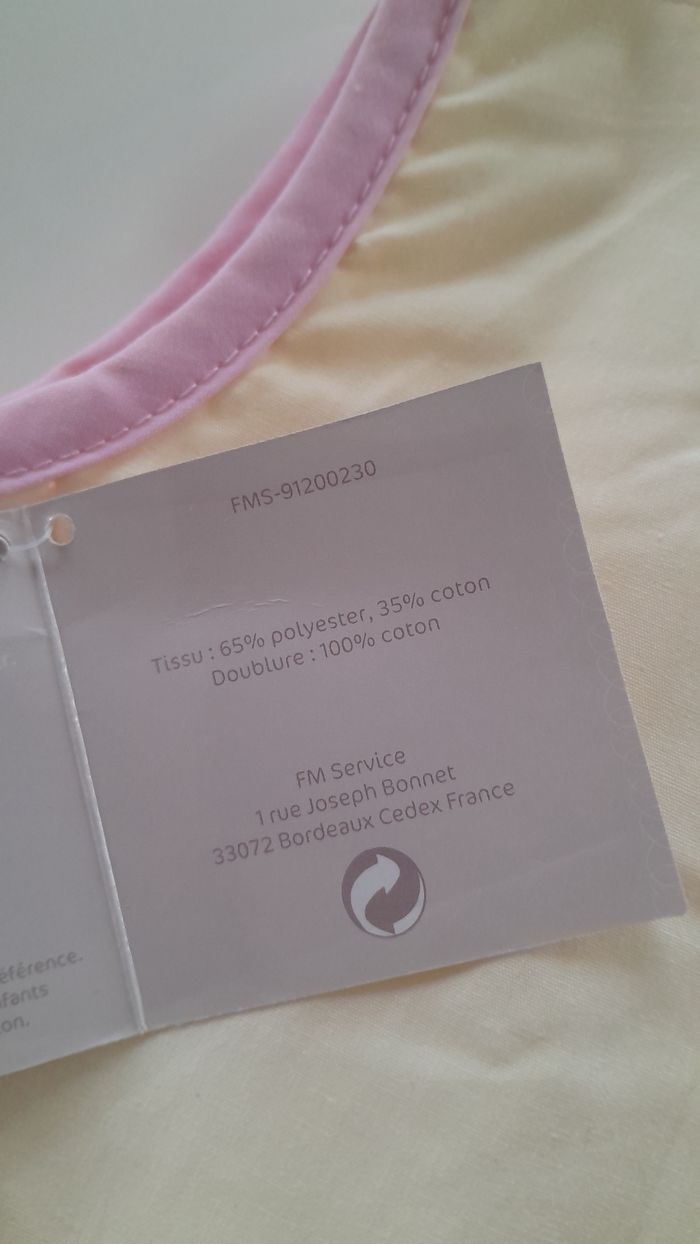 FMS-91200230
Tissu : 65% polyester, 35% coton
Doublure : 100% coton
FM Service
1 rue Joseph Bonnet
33072 Bordeaux Cedex France
éférence.
nfants
on.